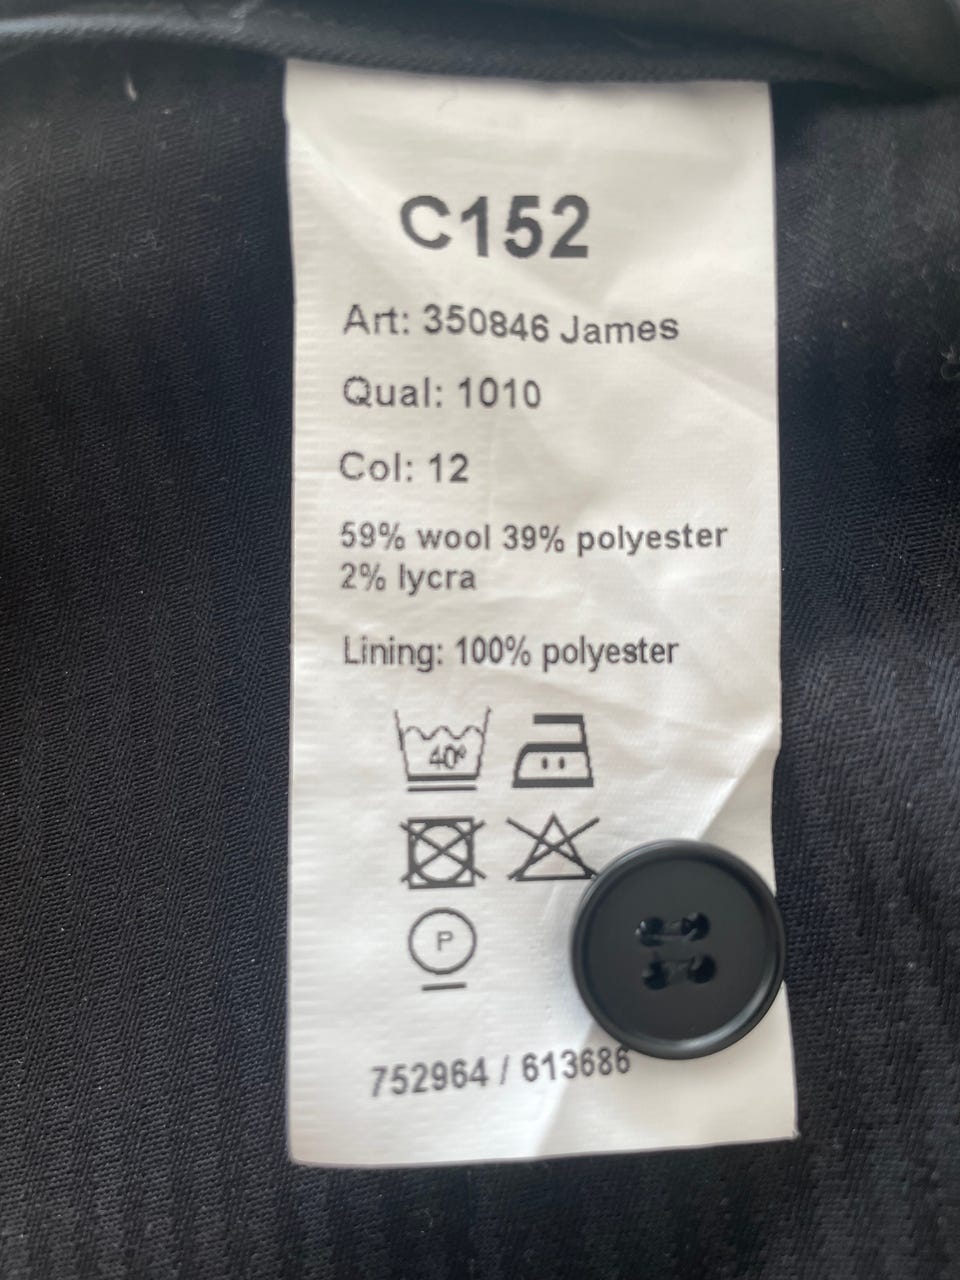 C152
Art: 350846 James
Qual: 1010
Col: 12
59% wool 39% polyester
2% lycra
Lining: 100% polyester
40°
P
752964 / 613686